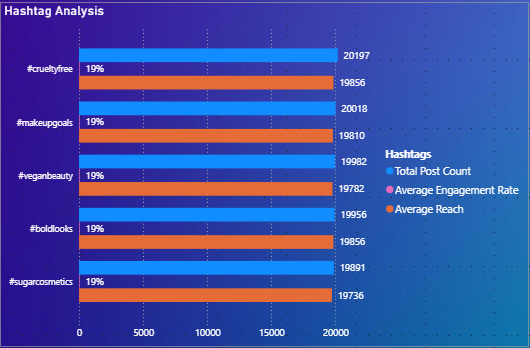 Hashtag Analysis
20197
#crueltyfree 19%
19856
20018
#makeupgoals 19%
19810
19982
#veganbeauty 19%
19782
19956
#boldlooks 19%
19856
19891
#sugarcosmetics 19%
19736
0 5000 10000 15000 20000
Hashtags
Total Post Count
Average Engagement Rate
Average Reach